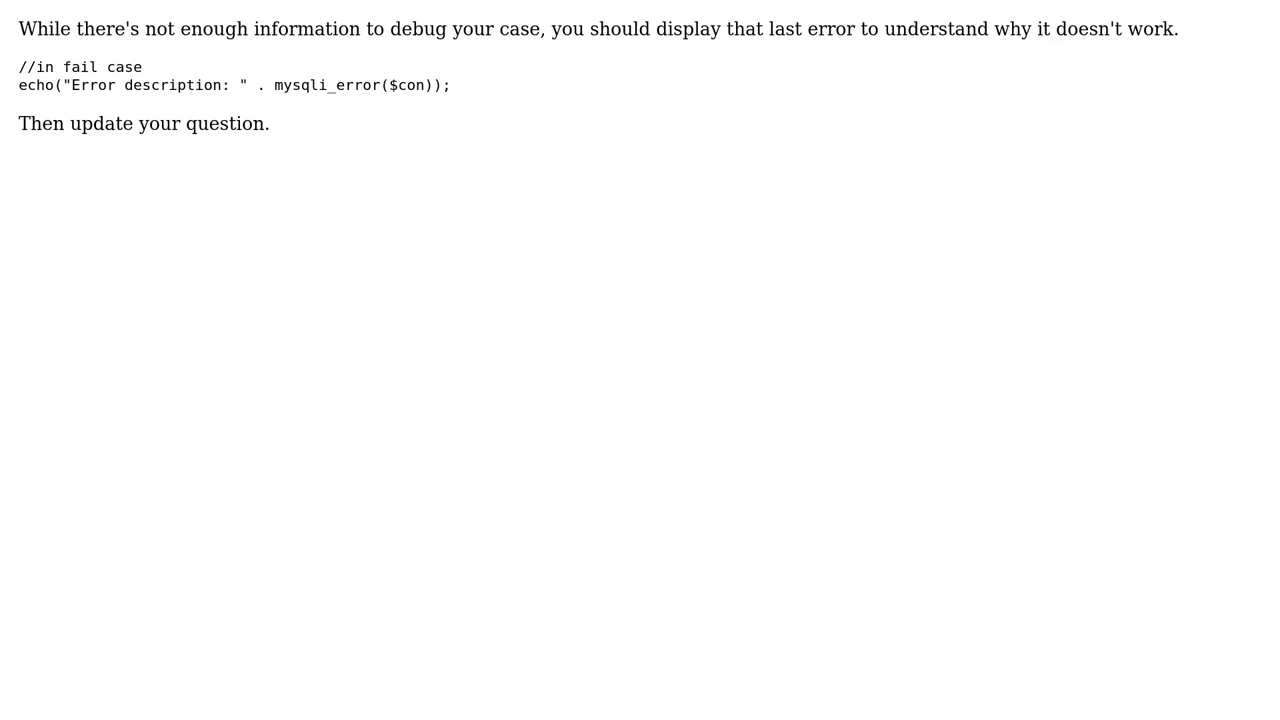 While there's not enough information to debug your case, you should display that last error to understand why it doesn't work.
//in fail case
echo("Error description: " . mysqli_error($con));
Then update your question.